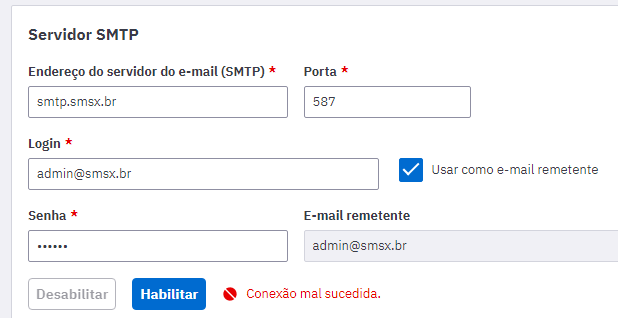 Servidor SMTP
Endereço do servidor do e-mail (SMTP) * Porta *
smtp.smsx.br 587
Login *
admin@smsx.br Usar como e-mail remetente
Senha * E-mail remetente
•••••• admin@smsx.br
Desabilitar Habilitar Conexão mal sucedida.